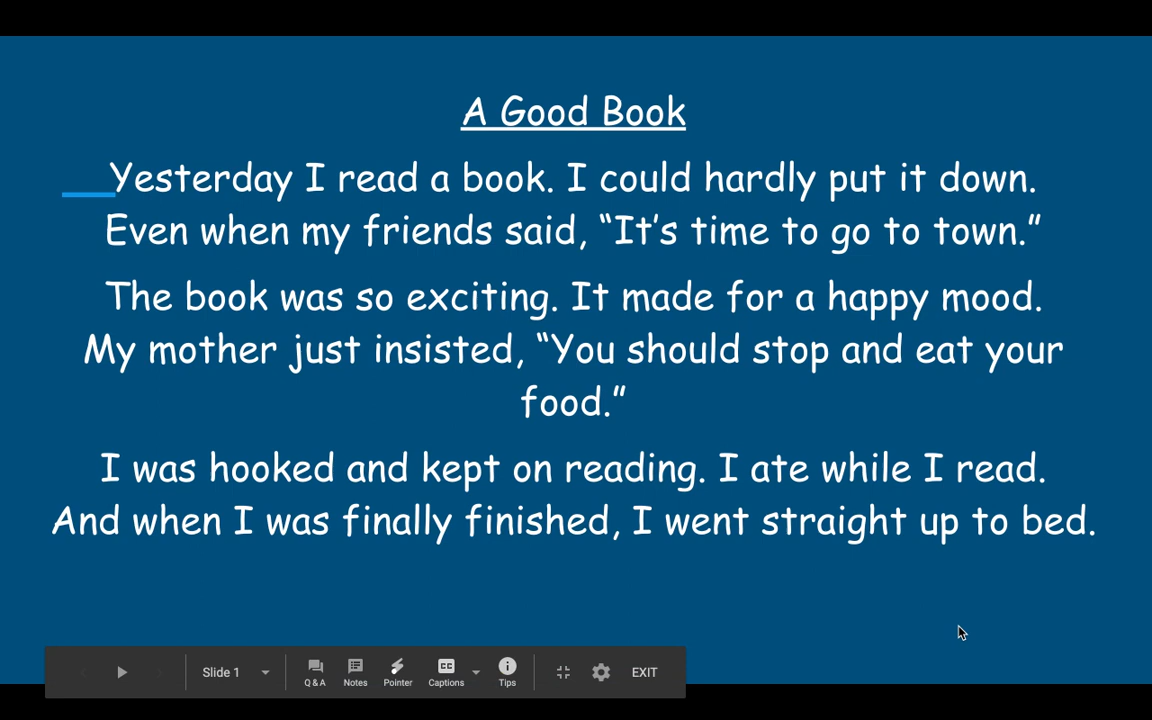 A Good Book
Yesterday I read a book. I could hardly put it down.
Even when my friends said, “It’s time to go to town.”
The book was so exciting. It made for a happy mood.
My mother just insisted, “You should stop and eat your
food.”
I was hooked and kept on reading. I ate while I read.
And when I was finally finished, I went straight up to bed.
Slide 1
Q & A
Notes
Pointer
CC
Captions
Tips
EXIT